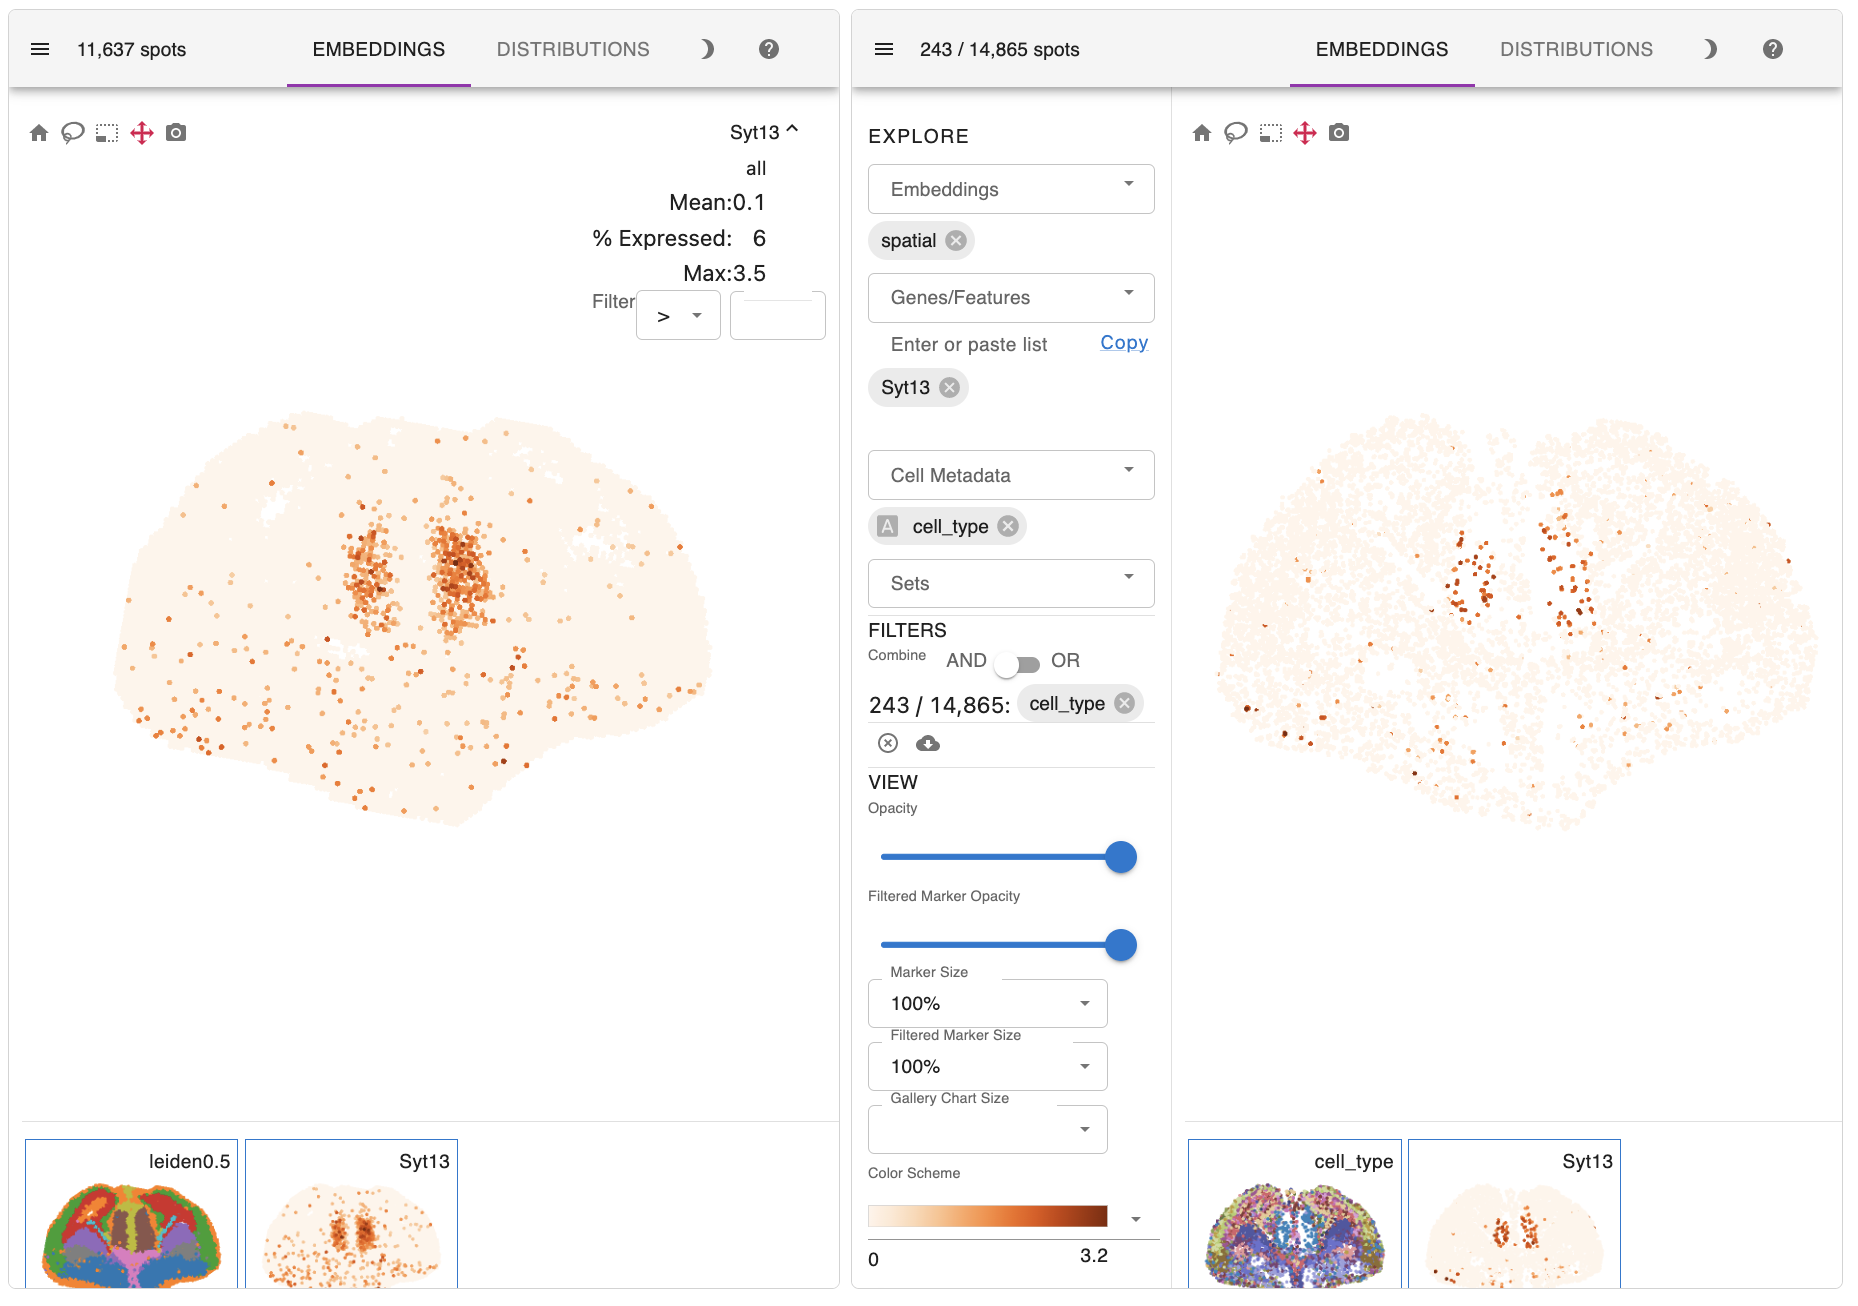 11,637 spots
EMBEDDINGS
DISTRIBUTIONS
Syt13
all
Mean:0.1
% Expressed: 6
Max:3.5
Filter
>
leiden0.5
Syt13
243 / 14,865 spots
EMBEDDINGS
DISTRIBUTIONS
EXPLORE
Embeddings
spatial
Genes/Features
Enter or paste list
Copy
Syt13
Cell Metadata
A cell_type
Sets
FILTERS
Combine AND OR
243 / 14,865: cell_type
VIEW
Opacity
Filtered Marker Opacity
Marker Size
100%
Filtered Marker Size
100%
Gallery Chart Size
Color Scheme
0 3.2
cell_type
Syt13